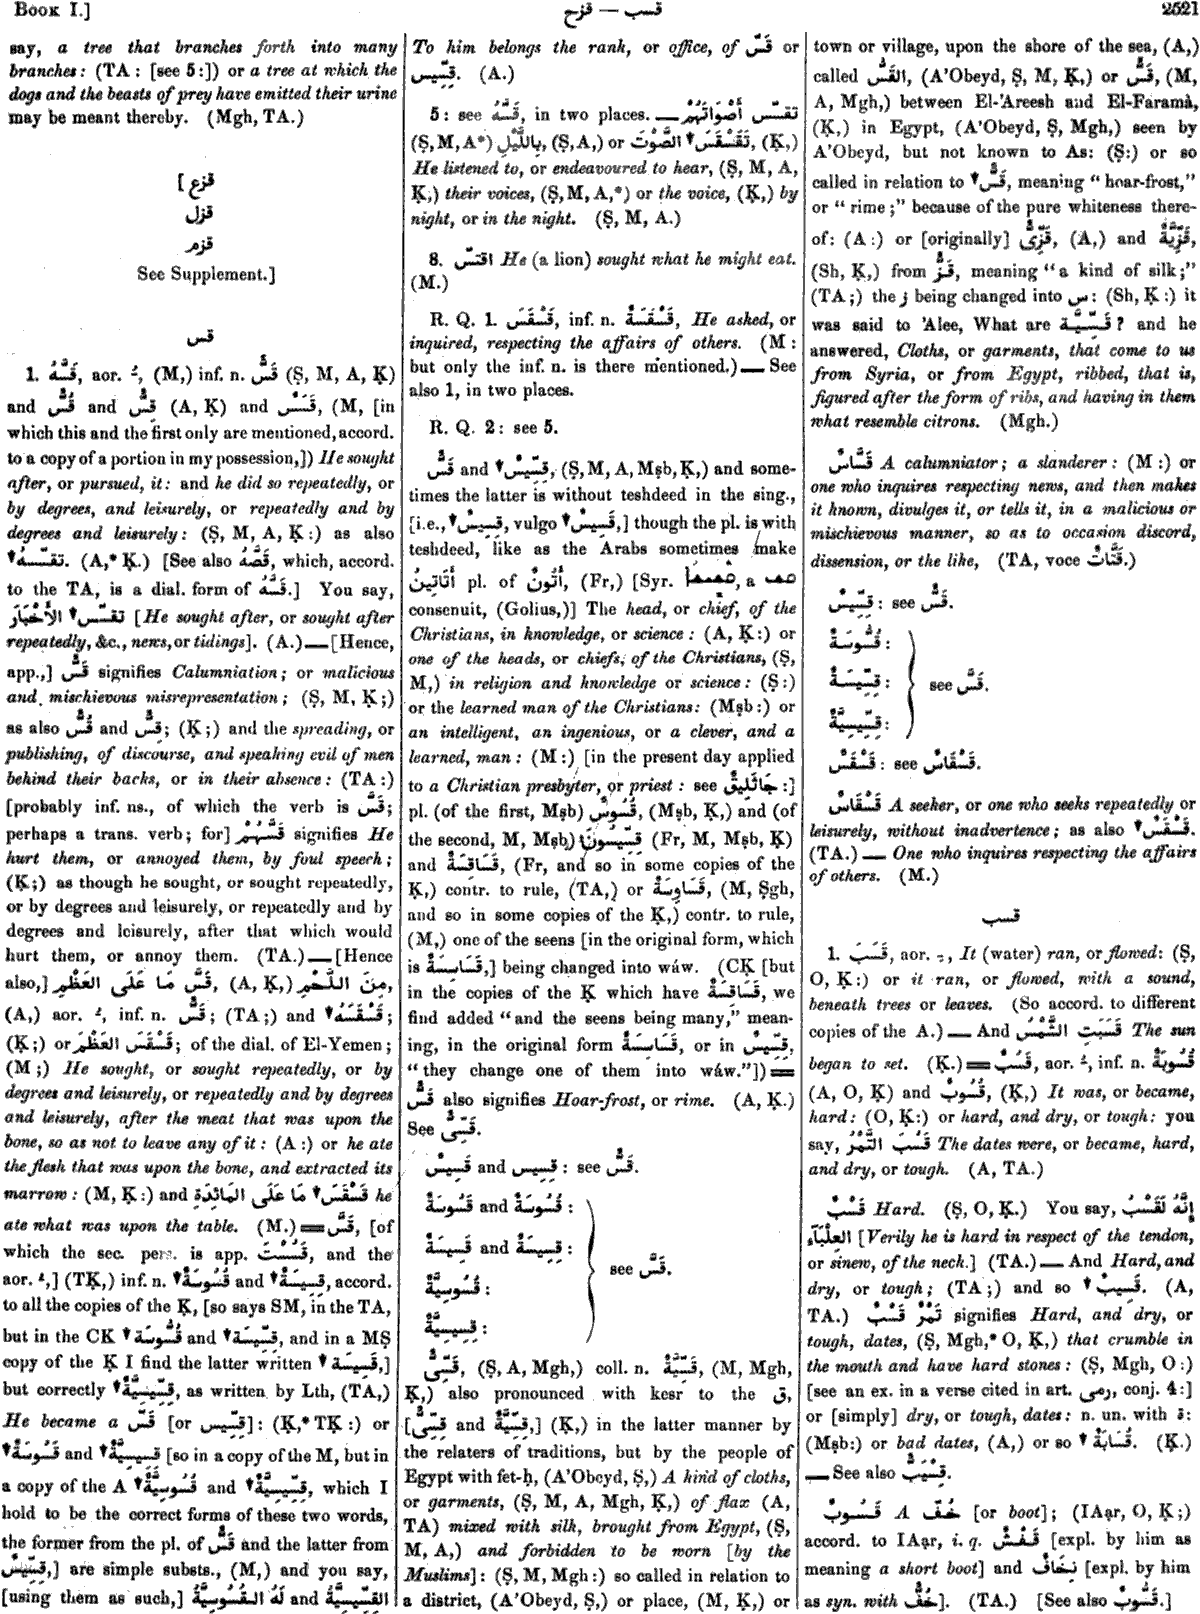 BOOK I.]
قسب — قزح
2521
say, a tree that branches forth into many
branches: (TA: [see 5:]) or a tree at which the
dogs and the beasts of prey have emitted their urine
may be meant thereby. (Mgh, TA.)
[ قزع
قزل
قزم
See Supplement.]
قس
1. قَسَّهُ, aor. ـُ, (M,) inf. n. قَسٌّ (Ṣ, M, A, Ḳ)
and قُسٌّ and قِسٌّ (A, Ḳ) and قَسَسٌ, (M, [in
which this and the first only are mentioned, accord.
to a copy of a portion in my possession,]) He sought
after, or pursued, it: and he did so repeatedly, or
by degrees, and leisurely, or repeatedly and by
degrees and leisurely: (Ṣ, M, A, Ḳ:) as also
تقسّسهُ. (A,* Ḳ.) [See also قَصَّهُ, which, accord.
to the TA, is a dial. form of قَسَّهُ.] You say,
تقسّس الأَخْبَارَ [He sought after, or sought after
repeatedly, &c., news, or tidings]. (A.) — [Hence,
app.,] قَسٌّ signifies Calumniation; or malicious
and mischievous misrepresentation; (Ṣ, M, Ḳ;)
as also قُسٌّ and قِسٌّ; (Ḳ;) and the spreading, or
publishing, of discourse, and speaking evil of men
behind their backs, or in their absence: (TA:)
[probably inf. ns., of which the verb is قَسَّ;
perhaps a trans. verb; for] قَسَّهُمْ signifies He
hurt them, or annoyed them, by foul speech;
(Ḳ;) as though he sought, or sought repeatedly,
or by degrees and leisurely, or repeatedly and by
degrees and leisurely, after that which would
hurt them, or annoy them. (TA.) — [Hence
also,] قَسَّ مَا عَلَى العَظْمِ, (A, Ḳ,) مِنَ اللَّحْمِ,
(A,) aor. ـُ, inf. n. قَسٌّ; (TA;) and قَسْقَسَهُ;
(Ḳ;) or قَسْقَسَ العَظْمَ; of the dial. of El-Yemen;
(M;) He sought, or sought repeatedly, or by
degrees and leisurely, or repeatedly and by degrees
and leisurely, after the meat that was upon the
bone, so as not to leave any of it: (A:) or he ate
the flesh that was upon the bone, and extracted its
marrow: (M, Ḳ:) and قَسْقَسَ مَا عَلَى المَائِدَةِ he
ate what was upon the table. (M.) = قَسَّ, [of
which the sec. pers. is app. قَسُسْتَ, and the
aor. ـُ,] (TḲ,) inf. n. قُسُوسَةٌ and قِسِيسَةٌ, accord.
to all the copies of the Ḳ, [so says SM, in the TA,
but in the CK قُسُّوسَة and قِسِّيسَة, and in a MṢ
copy of the Ḳ I find the latter written قَسِيسَة,]
but correctly قِسِّيسِيَّةٌ, as written by Lth, (TA,)
He became a قَسّ [or قِسِّيس]: (Ḳ,* TḲ:) or
قَسُوسَةٌ and قِسِيسِيَّةٌ [so in a copy of the M, but in
a copy of the A قُسُوسِيَّةٌ and قِسِّيسِيَّةٌ, which I
hold to be the correct forms of these two words,
the former from the pl. of قَسٌّ and the latter from
قِسِّيسٌ,] are simple substs., (M,) and you say,
[using them as such,] لَهُ القُسُوسِيَّةُ and القِسِّيسِيَّةُ
To him belongs the rank, or office, of قَسّ or
قِسِّيس. (A.)
5: see قَسَّهُ, in two places. — تقسّس أَصْوَاتَهُمْ
بِاللَّيْلِ, (Ṣ, M, A*) (Ṣ, A,) or تَقَسْقَسَ الصَّوْتَ, (Ḳ,)
He listened to, or endeavoured to hear, (Ṣ, M, A,
Ḳ,) their voices, (Ṣ, M, A,*) or the voice, (Ḳ,) by
night, or in the night. (Ṣ, M, A.)
8. اقتسّ He (a lion) sought what he might eat.
(M.)
R. Q. 1. قَسْقَسَ, inf. n. قَسْقَسَةٌ, He asked, or
inquired, respecting the affairs of others. (M:
but only the inf. n. is there mentioned.) — See
also 1, in two places.
R. Q. 2: see 5.
قَسٌّ and قِسِّيسٌ, (Ṣ, M, A, Mṣb, Ḳ,) and some-
times the latter is without teshdeed in the sing.,
[i.e., قِسِيسٌ, vulgo قَسِيسٌ,] though the pl. is with
teshdeed, like as the Arabs sometimes make
أَتَاتِينُ pl. of أَتُونٌ, (Fr,) [Syr. a
consenuit, (Golius,)] The head, or chief, of the
Christians, in knowledge, or science: (A, Ḳ:) or
one of the heads, or chiefs, of the Christians, (Ṣ,
M,) in religion and knowledge or science: (Ṣ:)
or the learned man of the Christians: (Mṣb:) or
an intelligent, an ingenious, or a clever, and a
learned, man: (M:) [in the present day applied
to a Christian presbyter, or priest: see جَاثَلِيقٌ:]
pl. (of the first, Mṣb) قُسُوسٌ, (Mṣb, Ḳ,) and (of
the second, M, Mṣb) قِسِّيسُونَ (Fr, M, Mṣb, Ḳ)
and قَسَاقِسَةٌ, (Fr, and so in some copies of the
Ḳ,) contr. to rule, (TA,) or قَسَاوِسَةٌ, (M, Ṣgh,
and so in some copies of the Ḳ,) contr. to rule,
(M,) one of the seens [in the original form, which
is قَسَاسِسَةٌ,] being changed into wáw. (CK [but
in the copies of the Ḳ which have قَسَاقِسَةٌ, we
find added "and the seens being many," mean-
ing, in the original form قَسَاسِسَةٌ, or in قِسِّيسٌ,
"they change one of them into wáw."]) =
قَسٌّ also signifies Hoar-frost, or rime. (A, Ḳ.)
See قَسِّىٌّ.
قَسِيسٌ and قِسِيس: see قَسٌّ.
قَسُوسَةٌ and قُسُوسَةٌ:
قَسِيسَةٌ and قِسِيسَةٌ:
قُسُوسِيَّةٌ:
قِسِيسِيَّةٌ:
see قَسَّ.
قَسِّىٌّ, (Ṣ, A, Mgh,) coll. n. قَسِّيَّةٌ, (M, Mgh,
Ḳ,) also pronounced with kesr to the ق,
[قِسِّىٌّ and قِسِّيَّةٌ,] (Ḳ,) in the latter manner by
the relaters of traditions, but by the people of
Egypt with fet-ḥ, (A'Obeyd, Ṣ,) A kind of cloths,
or garments, (Ṣ, M, A, Mgh, Ḳ,) of flax (A,
TA) mixed with silk, brought from Egypt, (Ṣ,
M, A,) and forbidden to be worn [by the
Muslims]: (Ṣ, M, Mgh:) so called in relation to
a district, (A'Obeyd, Ṣ,) or place, (M, Ḳ,) or
town or village, upon the shore of the sea, (A,)
called القَسُّ, (A'Obeyd, Ṣ, M, Ḳ,) or قَسٌّ, (M,
A, Mgh,) between El-'Areesh and El-Faramà,
(Ḳ,) in Egypt, (A'Obeyd, Ṣ, Mgh,) seen by
A'Obeyd, but not known to As: (Ṣ:) or so
called in relation to قَسٌّ, meaning "hoar-frost,"
or "rime;" because of the pure whiteness there-
of: (A:) or [originally] قَزِّىٌّ, (A,) and قَزِّيَّةٌ,
(Sh, Ḳ,) from قَزٌّ, meaning "a kind of silk;"
(TA;) the ز being changed into س: (Sh, Ḳ:) it
was said to 'Alee, What are قَسِّيَّة? and he
answered, Cloths, or garments, that come to us
from Syria, or from Egypt, ribbed, that is,
figured after the form of ribs, and having in them
what resemble citrons. (Mgh.)
قَسَّاسٌ A calumniator; a slanderer: (M:) or
one who inquires respecting news, and then makes
it known, divulges it, or tells it, in a malicious or
mischievous manner, so as to occasion discord,
dissension, or the like, (TA, voce قَتَّاتٌ.)
قِسِّيسٌ: see قَسٌّ.
قُسُّوسَةٌ:
قِسِّيسَةٌ:
قِسِّيسِيَّةٌ:
see قَسَّ.
قَسْقَسٌ: see قَسْقَاسٌ.
قَسْقَاسٌ A seeker, or one who seeks repeatedly or
leisurely, without inadvertence; as also قَسْقَسٌ.
(TA.) — One who inquires respecting the affairs
of others. (M.)
قسب
1. قَسَبَ, aor. ـِ, It (water) ran, or flowed: (Ṣ,
O, Ḳ:) or it ran, or flowed, with a sound,
beneath trees or leaves. (So accord. to different
copies of the A.) — And قَسَبَتِ الشَّمْسُ The sun
began to set. (Ḳ.) = قَسُبَ, aor. ـُ, inf. n. قُسُوبَةٌ
(A, O, Ḳ) and قُسُوبٌ, (Ḳ,) It was, or became,
hard: (O, Ḳ:) or hard, and dry, or tough: you
say, قَسُبَ التَّمْرُ The dates were, or became, hard,
and dry, or tough. (A, TA.)
قَسْبٌ Hard. (Ṣ, O, Ḳ.) You say, إِنَّهُ لَقَسْبُ
العِلْبَآءِ [Verily he is hard in respect of the tendon,
or sinew, of the neck.] (TA.) — And Hard, and
dry, or tough; (TA;) and so قَسِيبٌ. (A,
TA.) تَمْرٌ قَسْبٌ signifies Hard, and dry, or
tough, dates, (Ṣ, Mgh,* O, Ḳ,) that crumble in
the mouth and have hard stones: (Ṣ, Mgh, O:)
[see an ex. in a verse cited in art. رمى, conj. 4:]
or [simply] dry, or tough, dates: n. un. with ة:
(Mṣb:) or bad dates, (A,) or so قُسَابَةٌ. (Ḳ.)
— See also قِسْيَبٌّ.
قَسُوبٌ A خُفّ [or boot]; (IAạr, O, Ḳ;)
accord. to IAạr, i. q. قَفْشٌ [expl. by him as
meaning a short boot] and نِخَافٌ [expl. by him
as syn. with خُفٌّ]. (TA.) [See also قَسُّوبٌ.]